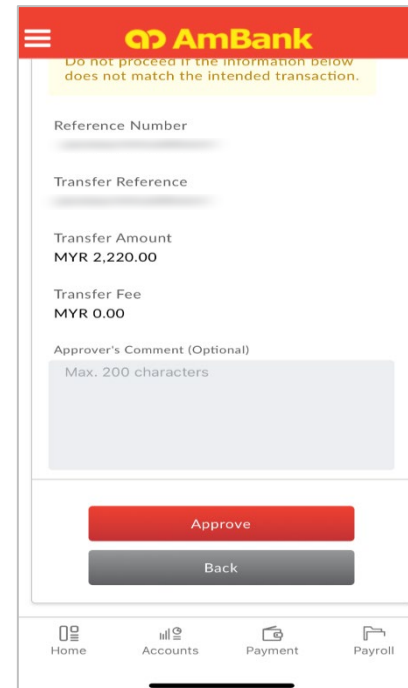 AmBank
Do not proceed if the information below
does not match the intended transaction.
Reference Number
Transfer Reference
Transfer Amount
MYR 2,220.00
Transfer Fee
MYR 0.00
Approver's Comment (Optional)
Max. 200 characters
Approve
Back
Home Accounts Payment Payroll